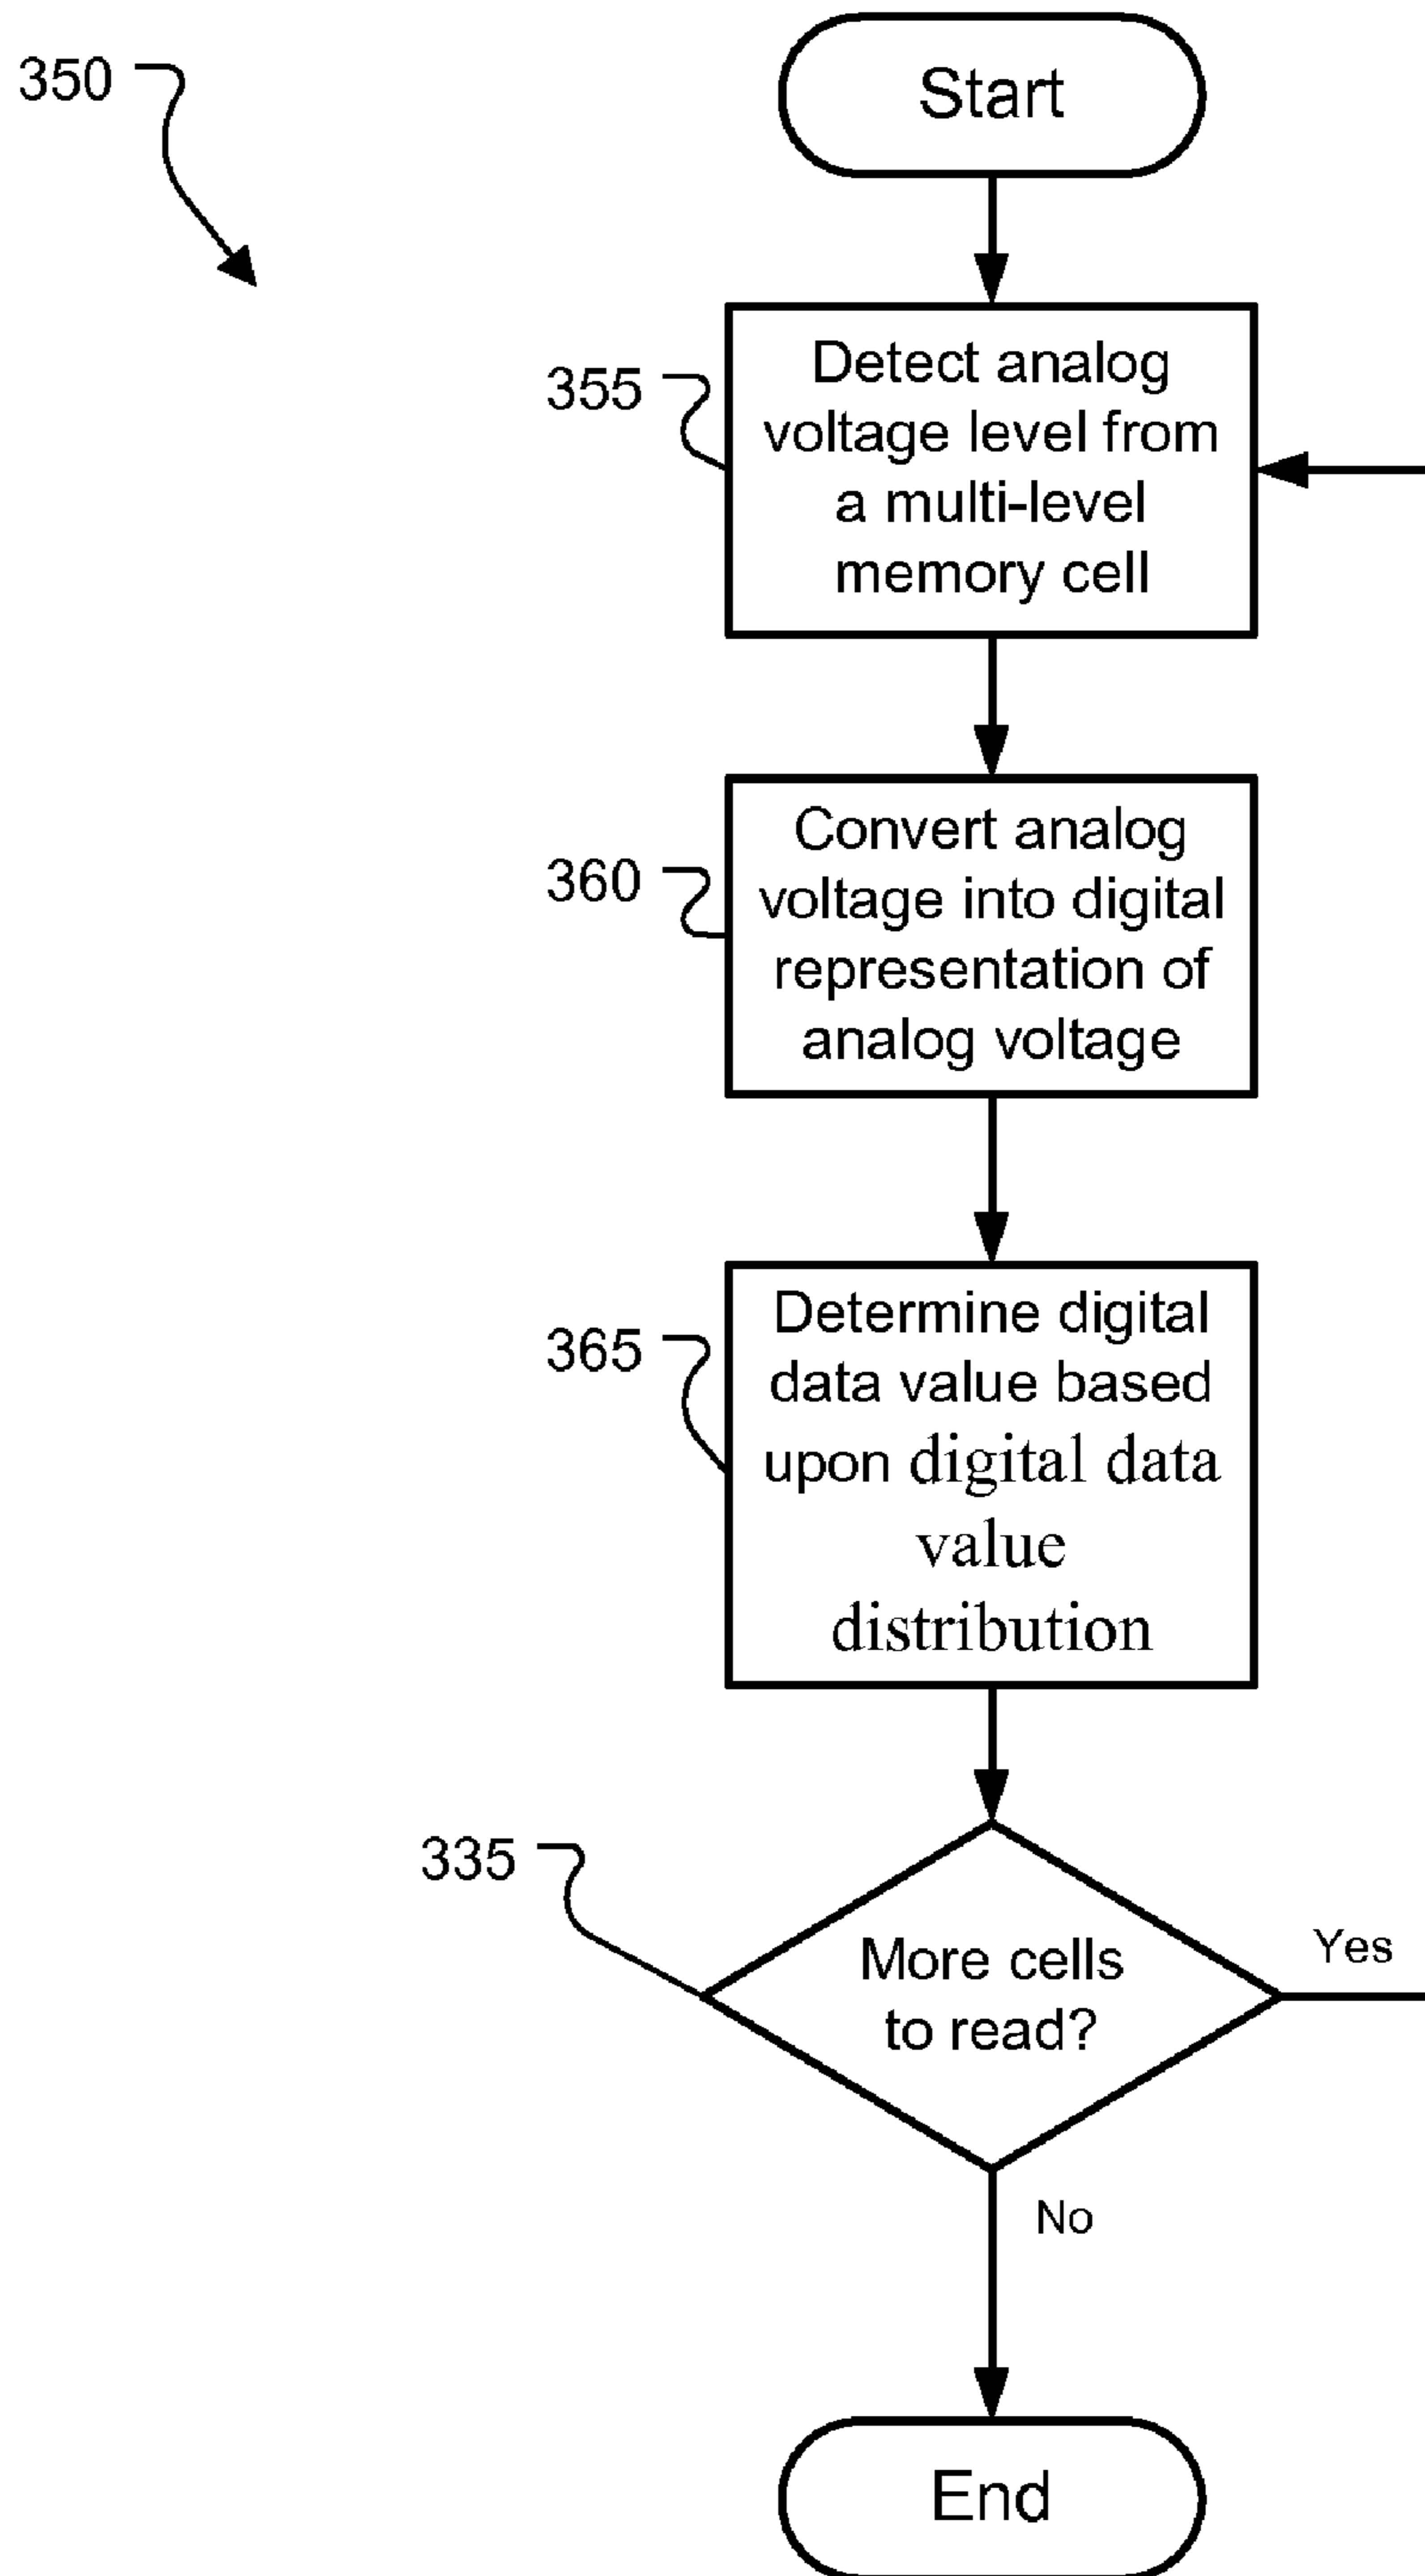 350
Start
355
Detect analog
voltage level from
a multi-level
memory cell
360
Convert analog
voltage into digital
representation of
analog voltage
365
Determine digital
data value based
upon digital data
value
distribution
335
More cells
to read?
Yes
No
End